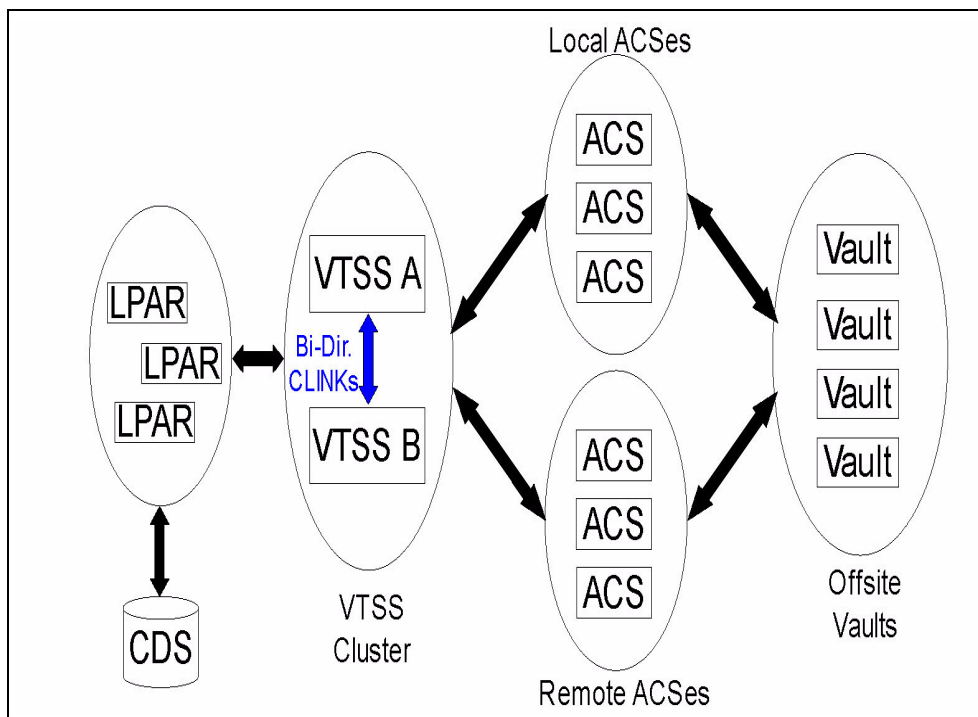 Local ACSes
ACS
ACS
ACS
LPAR
LPAR
LPAR
CDS
VTSS A
Bi-Dir.
CLINKs
VTSS B
VTSS
Cluster
ACS
ACS
ACS
Remote ACSes
Vault
Vault
Vault
Vault
Offsite
Vaults